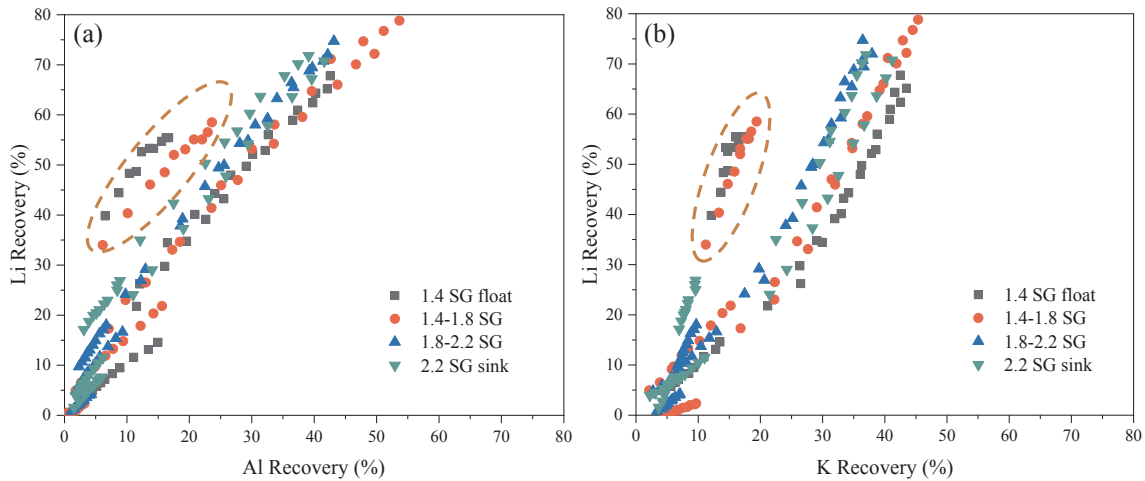 (a)
Li Recovery (%)
80
70
60
50
40
30
20
10
0
0 10 20 30 40 50 60 70 80
Al Recovery (%)
1.4 SG float
1.4-1.8 SG
1.8-2.2 SG
2.2 SG sink
(b)
Li Recovery (%)
80
70
60
50
40
30
20
10
0
0 10 20 30 40 50 60 70 80
K Recovery (%)
1.4 SG float
1.4-1.8 SG
1.8-2.2 SG
2.2 SG sink